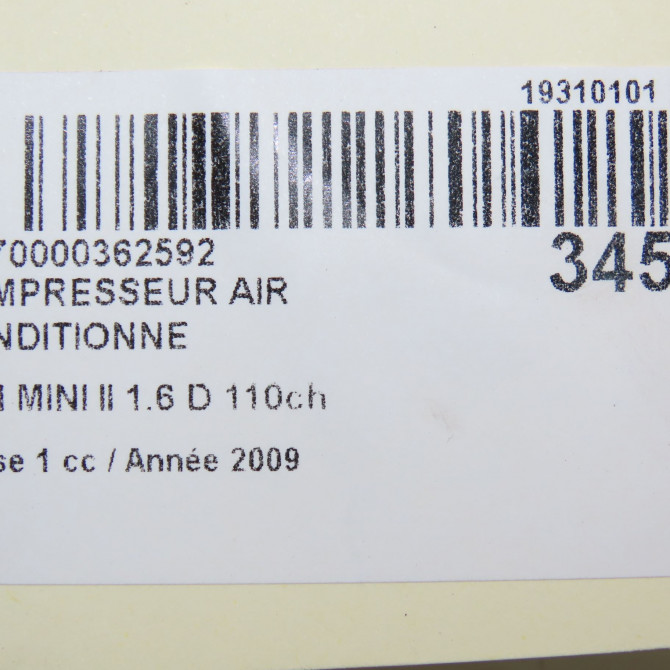 19310101
70000362592
345
MPRESSEUR AIR
NDITIONNE
MINI II 1.6 D 110ch
se 1 cc / Année 2009